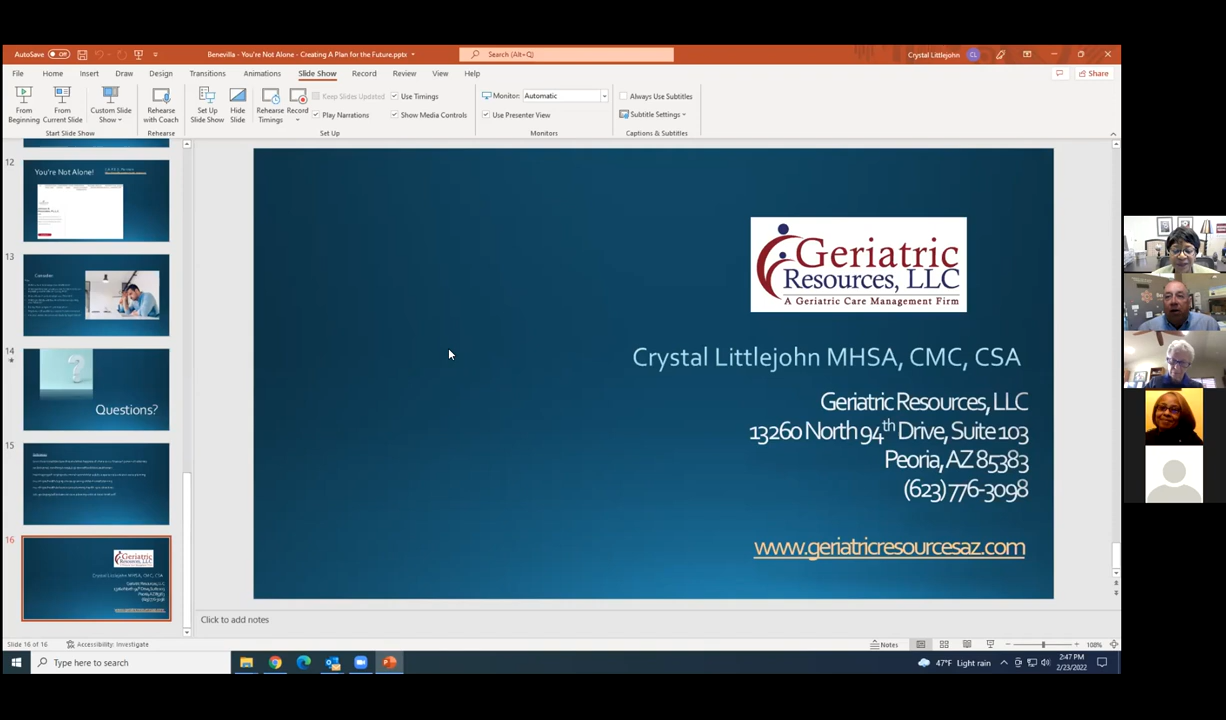 AutoSave Off
Benevilla - You're Not Alone - Creating A Plan for the Future.pptx
Search (Alt+Q)
Crystal Littlejohn CL
File Home Insert Draw Design Transitions Animations Slide Show Record Review View Help
Share
From Beginning
From Current Slide
Custom Slide Show
Rehearse with Coach
Set Up Slide Show
Hide Slide
Rehearse Timings
Record
Keep Slides Updated
Use Timings
Play Narrations
Show Media Controls
Monitor: Automatic
Use Presenter View
Always Use Subtitles
Subtitle Settings
Start Slide Show
Rehearse
Set Up
Monitors
Captions & Subtitles
12
You're Not Alone!
13
14
Questions?
15
16
Geriatric
Resources, LLC
A Geriatric Care Management Firm
Crystal Littlejohn MHSA, CMC, CSA
Geriatric Resources, LLC
13260 North 94th Drive, Suite 103
Peoria, AZ 85383
(623) 776-3098
www.geriatricresourcesaz.com
Click to add notes
Slide 16 of 16
Accessibility: Investigate
Notes
108%
Type here to search
47°F Light rain
2:47 PM
2/23/2022